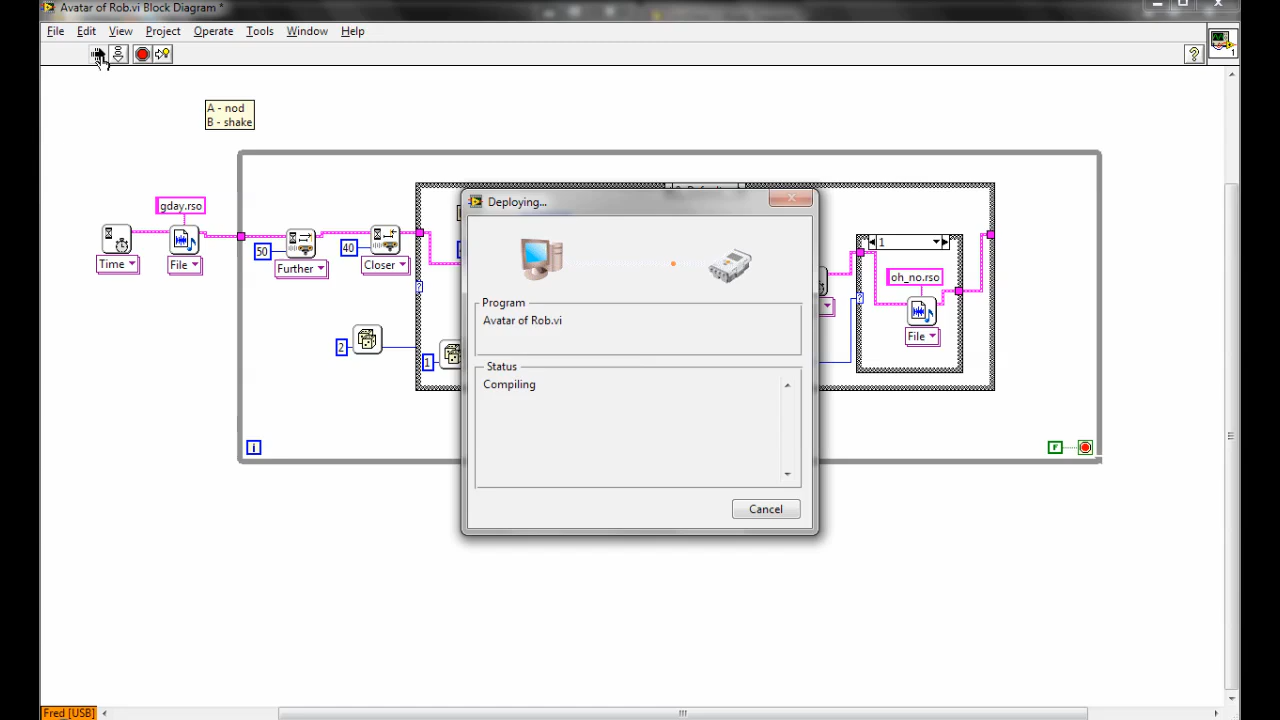 Avatar of Rob.vi Block Diagram *
File Edit View Project Operate Tools Window Help
?
1
A - nod
B - shake
gday.rso
Time
File
50
Further
40
Closer
2
1
i
Deploying...
Program
Avatar of Rob.vi
Status
Compiling
Cancel
1
oh_no.rso
File
F
Fred [USB]